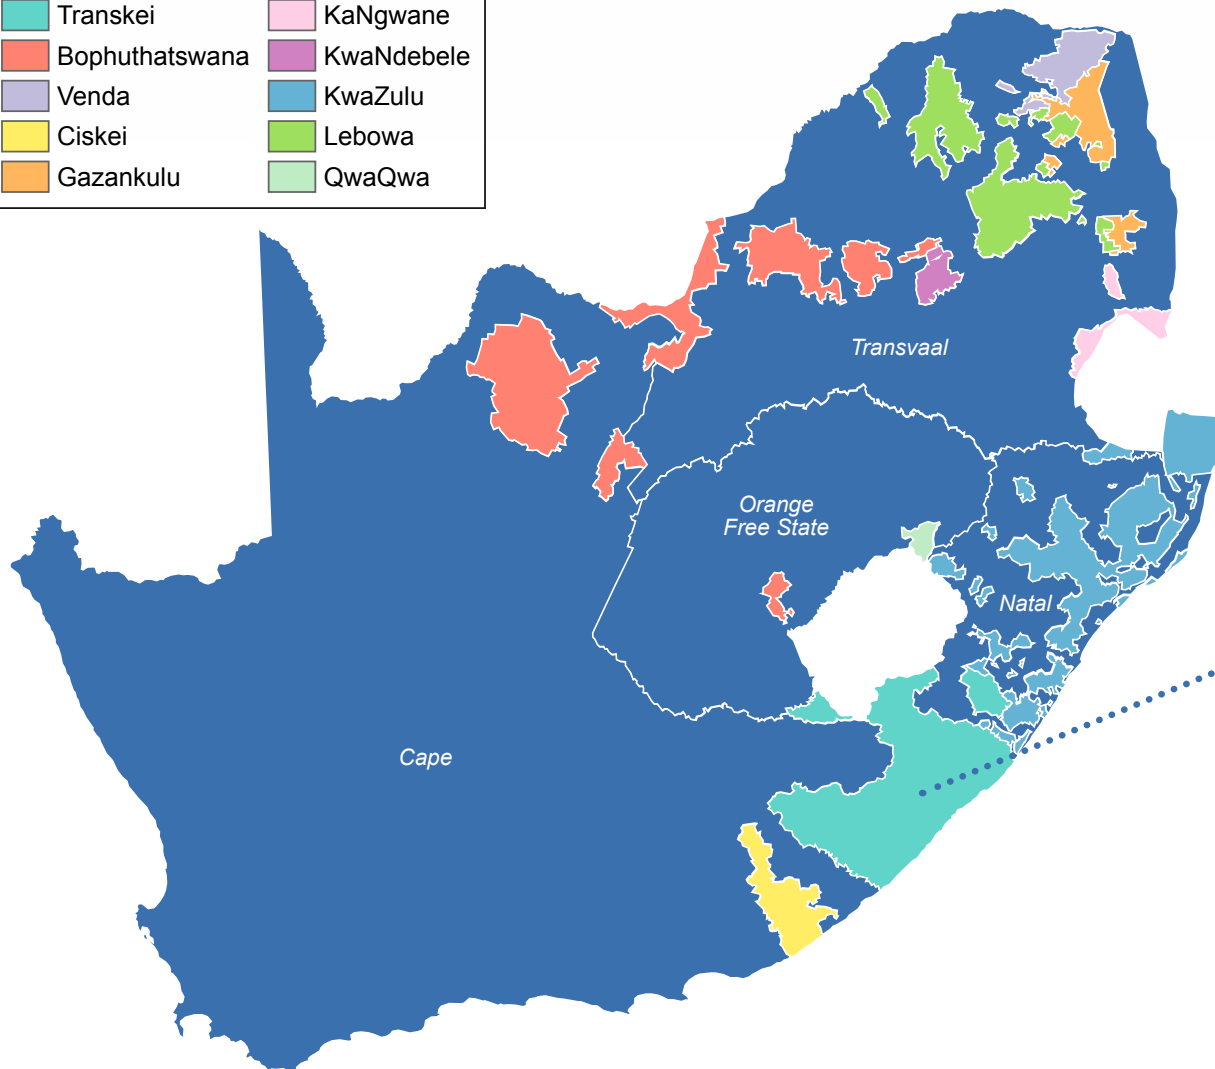 Transkei
Bophuthatswana
Venda
Ciskei
Gazankulu
KaNgwane
KwaNdebele
KwaZulu
Lebowa
QwaQwa
Transvaal
Orange
Free State
Natal
Cape